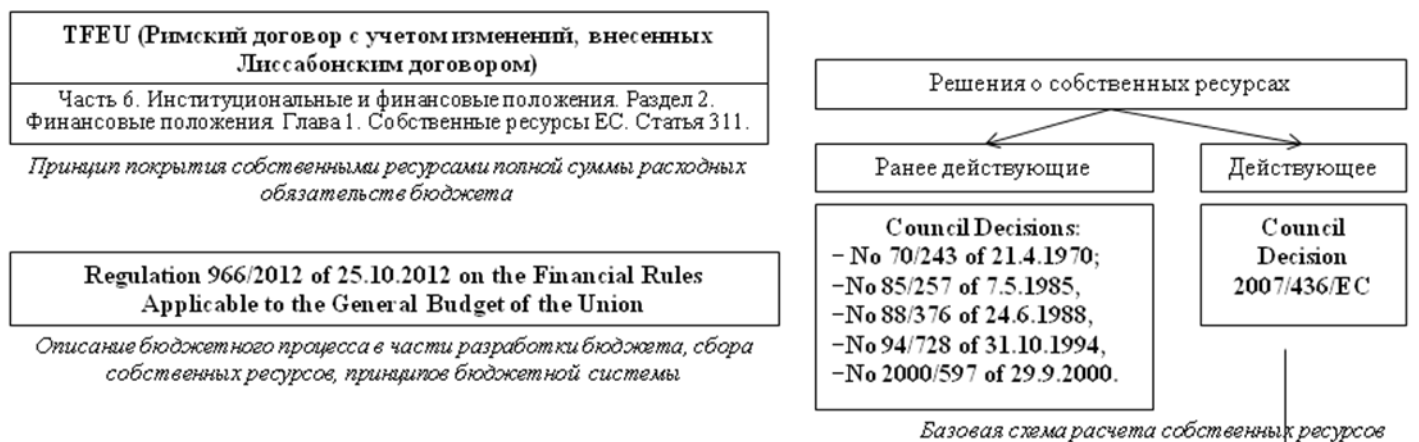 TFEU (Римский договор с учетом изменений, внесенных
Лиссабонским договором)
Часть 6. Институциональные и финансовые положения. Раздел 2.
Финансовые положения. Глава 1. Собственные ресурсы ЕС. Статья 311.
Принцип покрытия собственными ресурсами полной суммы расходных
обязательств бюджета
Regulation 966/2012 of 25.10.2012 on the Financial Rules
Applicable to the General Budget of the Union
Описание бюджетного процесса в части разработки бюджета, сбора
собственных ресурсов, принципов бюджетной системы
Решения о собственных ресурсах
Ранее действующие
Council Decisions:
− No 70/243 of 21.4.1970;
−No 85/257 of 7.5.1985,
−No 88/376 of 24.6.1988,
−No 94/728 of 31.10.1994,
−No 2000/597 of 29.9.2000.
Действующее
Council
Decision
2007/436/EC
Базовая схема расчета собственных ресурсов